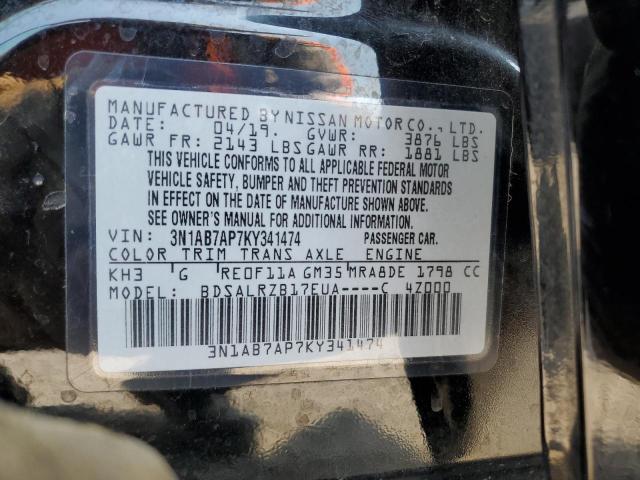 MANUFACTURED BY NISSAN MOTOR CO., LTD.
DATE: 04/19. GVWR: 3876 LBS
GAWR FR: 2143 LBS GAWR RR: 1881 LBS
THIS VEHICLE CONFORMS TO ALL APPLICABLE FEDERAL MOTOR
VEHICLE SAFETY, BUMPER AND THEFT PREVENTION STANDARDS
IN EFFECT ON THE DATE OF MANUFACTURE SHOWN ABOVE.
SEE OWNER'S MANUAL FOR ADDITIONAL INFORMATION.
VIN: 3N1AB7AP7KY341474 PASSENGER CAR.
COLOR TRIM TRANS AXLE ENGINE
KH3 G RE0F11A GM35 MRA8DE 1798 CC
MODEL: BDSALRZB17EUA----C 4Z000
3N1AB7AP7KY341474